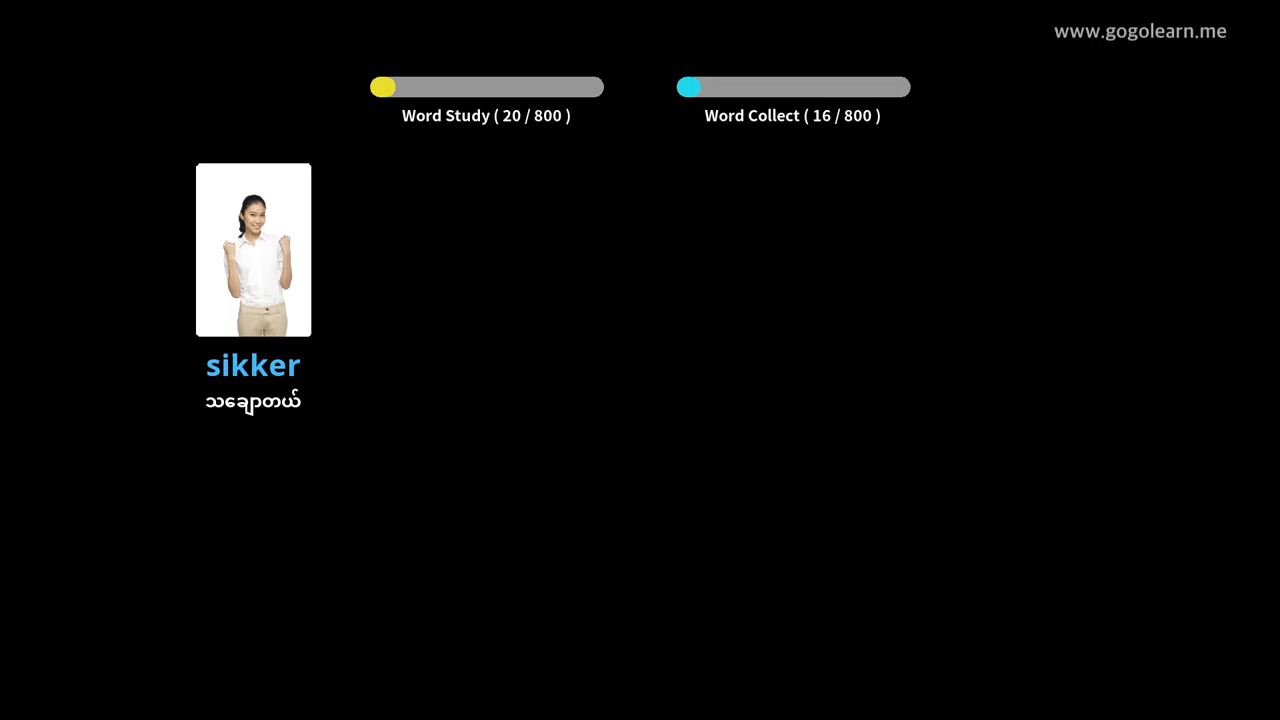 www.gogolearn.me
Word Study ( 20 / 800 )
Word Collect ( 16 / 800 )
sikker
သချောတယ်